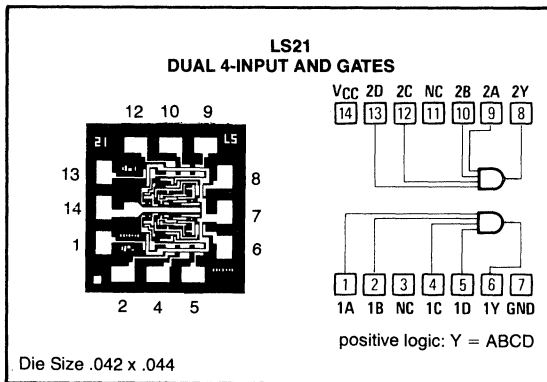 LS21
DUAL 4-INPUT AND GATES
12 10 9
21 LS
13
14
1
8
7
6
2 4 5
VCC 2D 2C NC 2B 2A 2Y
14 13 12 11 10 9 8
1 2 3 4 5 6 7
1A 1B NC 1C 1D 1Y GND
positive logic: Y = ABCD
Die Size .042 x .044